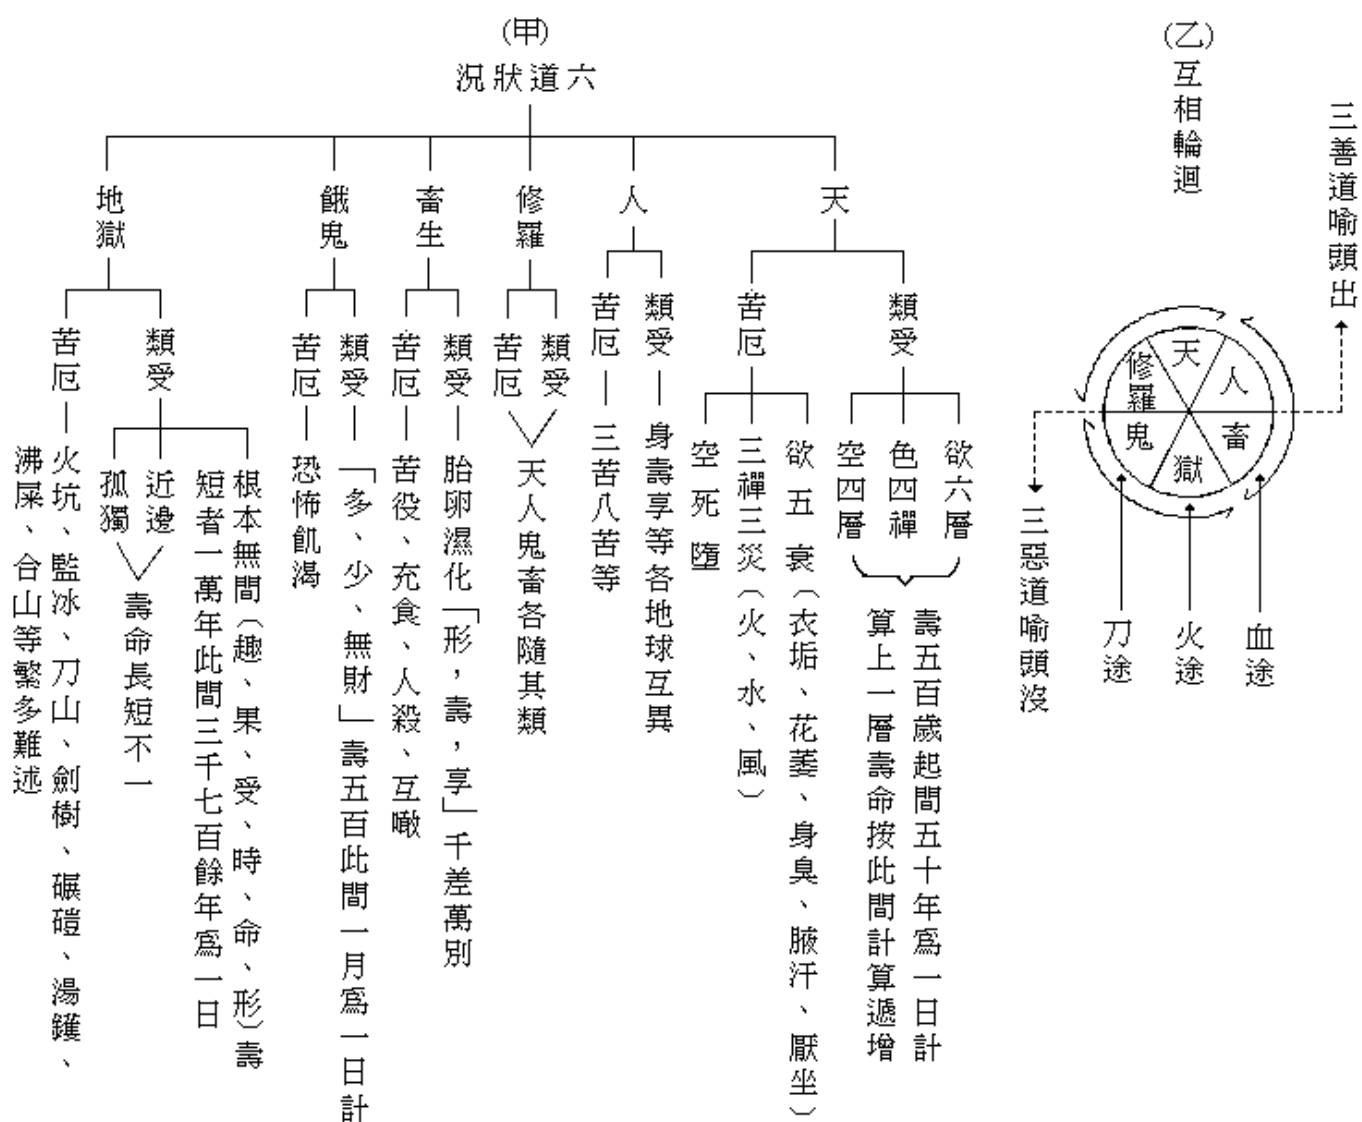 (乙)
互相輪迴
三善道喻頭出
天
人
畜
獄
鬼
修羅
血途
火途
刀途
三惡道喻頭沒
(甲)
六道狀況
天
類受
欲六層
色四禪
空四層
壽五百歲起間五十年為一日計
算上一層壽命按此間計算遞增
苦厄
欲五衰(衣垢、花萎、身臭、腋汗、厭坐)
三禪三災(火、水、風)
空死墮
人
類受
身壽享等各地球互異
苦厄
三苦八苦等
修羅
類受
苦厄
天人鬼畜各隨其類
畜生
類受
胎卵濕化「形,壽,享」千差萬別
苦厄
苦役、充食、人殺、互噉
餓鬼
類受
「多、少、無財」壽五百此間一月為一日計
苦厄
恐怖飢渴
地獄
類受
根本無間(趣、果、受、時、命、形)壽
短者一萬年此間三千七百餘年為一日
近邊
孤獨
壽命長短不一
苦厄
火坑、監冰、刀山、劍樹、碾磑、湯鑊、
沸屎、合山等繁多難述